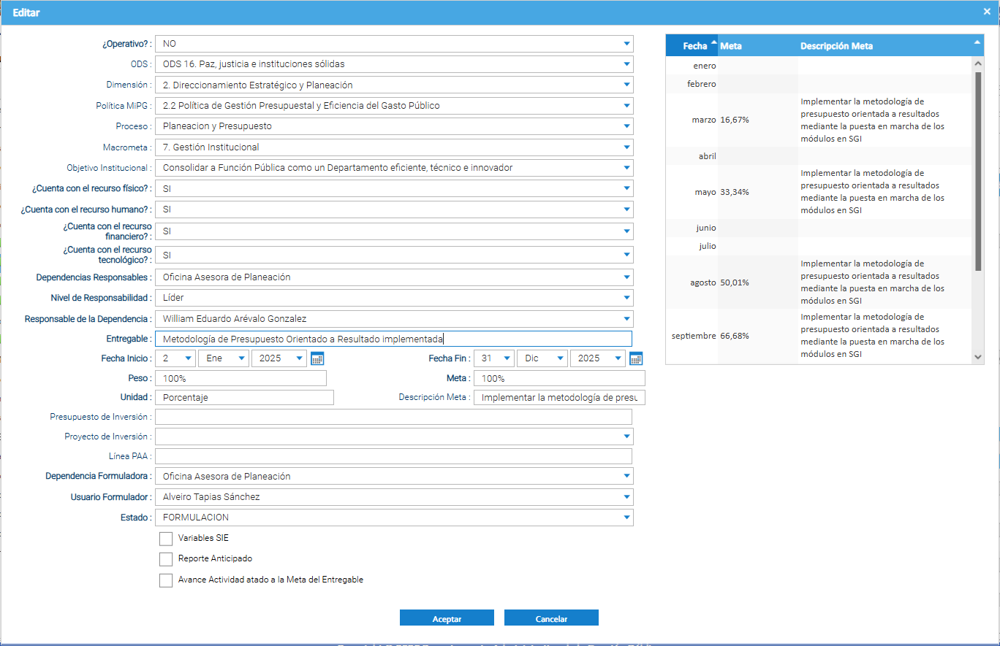 Editar
¿Operativo? : NO
ODS : ODS 16. Paz, justicia e instituciones sólidas
Dimensión : 2. Direccionamiento Estratégico y Planeación
Política MiPG : 2.2 Política de Gestión Presupuestal y Eficiencia del Gasto Público
Proceso : Planeacion y Presupuesto
Macrometa : 7. Gestión Institucional
Objetivo Institucional : Consolidar a Función Pública como un Departamento eficiente, técnico e innovador
¿Cuenta con el recurso físico? : SI
¿Cuenta con el recurso humano? : SI
¿Cuenta con el recurso
financiero? : SI
¿Cuenta con el recurso
tecnológico? : SI
Dependencias Responsables : Oficina Asesora de Planeación
Nivel de Responsabilidad : Líder
Responsable de la Dependencia : William Eduardo Arévalo Gonzalez
Entregable : Metodología de Presupuesto Orientado a Resultado implementada
Fecha Inicio : 2 Ene 2025 Fecha Fin : 31 Dic 2025
Peso : 100% Meta : 100%
Unidad : Porcentaje Descripción Meta : Implementar la metodología de presu
Presupuesto de Inversión :
Proyecto de Inversión :
Línea PAA :
Dependencia Formuladora : Oficina Asesora de Planeación
Usuario Formulador : Alveiro Tapias Sánchez
Estado : FORMULACION
Variables SIE
Reporte Anticipado
Avance Actividad atado a la Meta del Entregable
Aceptar Cancelar
Fecha Meta Descripción Meta
enero
febrero
Implementar la metodología de
presupuesto orientada a resultados
marzo 16,67% mediante la puesta en marcha de los
módulos en SGI
abril
Implementar la metodología de
presupuesto orientada a resultados
mayo 33,34% mediante la puesta en marcha de los
módulos en SGI
junio
julio
Implementar la metodología de
presupuesto orientada a resultados
agosto 50,01% mediante la puesta en marcha de los
módulos en SGI
Implementar la metodología de
presupuesto orientada a resultados
septiembre 66,68% mediante la puesta en marcha de los
módulos en SGI